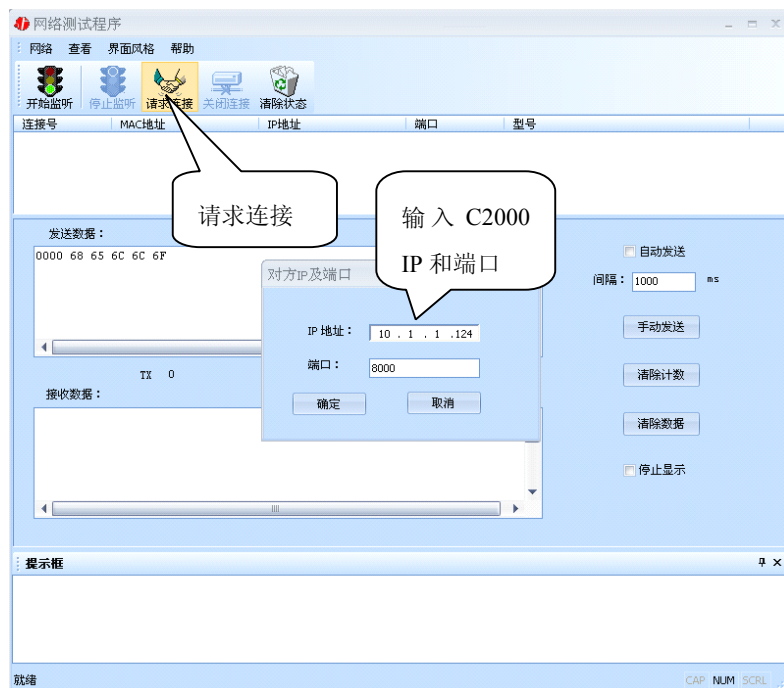 网络测试程序
网络 查看 界面风格 帮助
开始监听 停止监听 请求连接 关闭连接 清除状态
连接号 MAC地址 IP地址 端口 型号
请求连接
输入 C2000
IP 和端口
发送数据：
0000 68 65 6C 6C 6F
对方IP及端口
IP 地址： 10 . 1 . 1 .124
端口： 8000
确定 取消
自动发送
间隔： 1000 ms
手动发送
TX 0
清除计数
接收数据：
清除数据
停止显示
提示框
就绪
CAP NUM SCRL